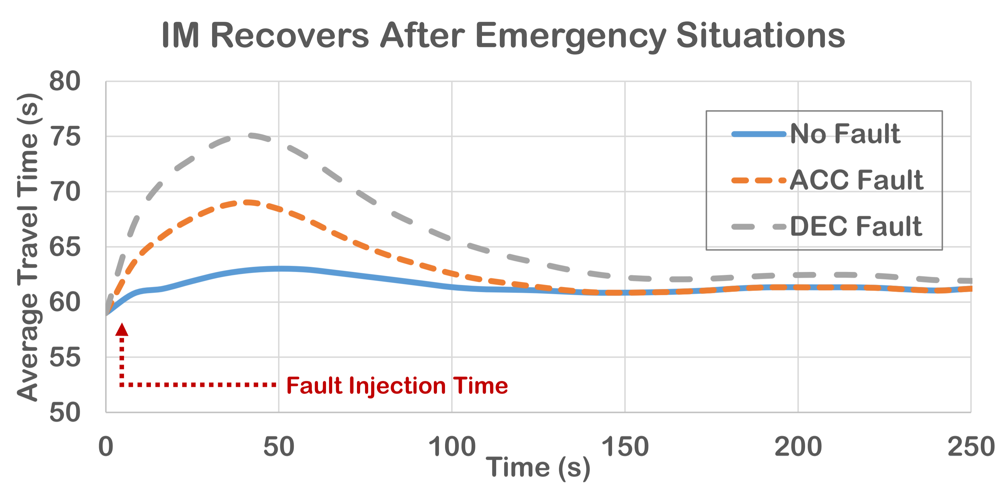 IM Recovers After Emergency Situations
Average Travel Time (s)
80
75
70
65
60
55
50
No Fault
ACC Fault
DEC Fault
Fault Injection Time
0 50 100 150 200 250
Time (s)